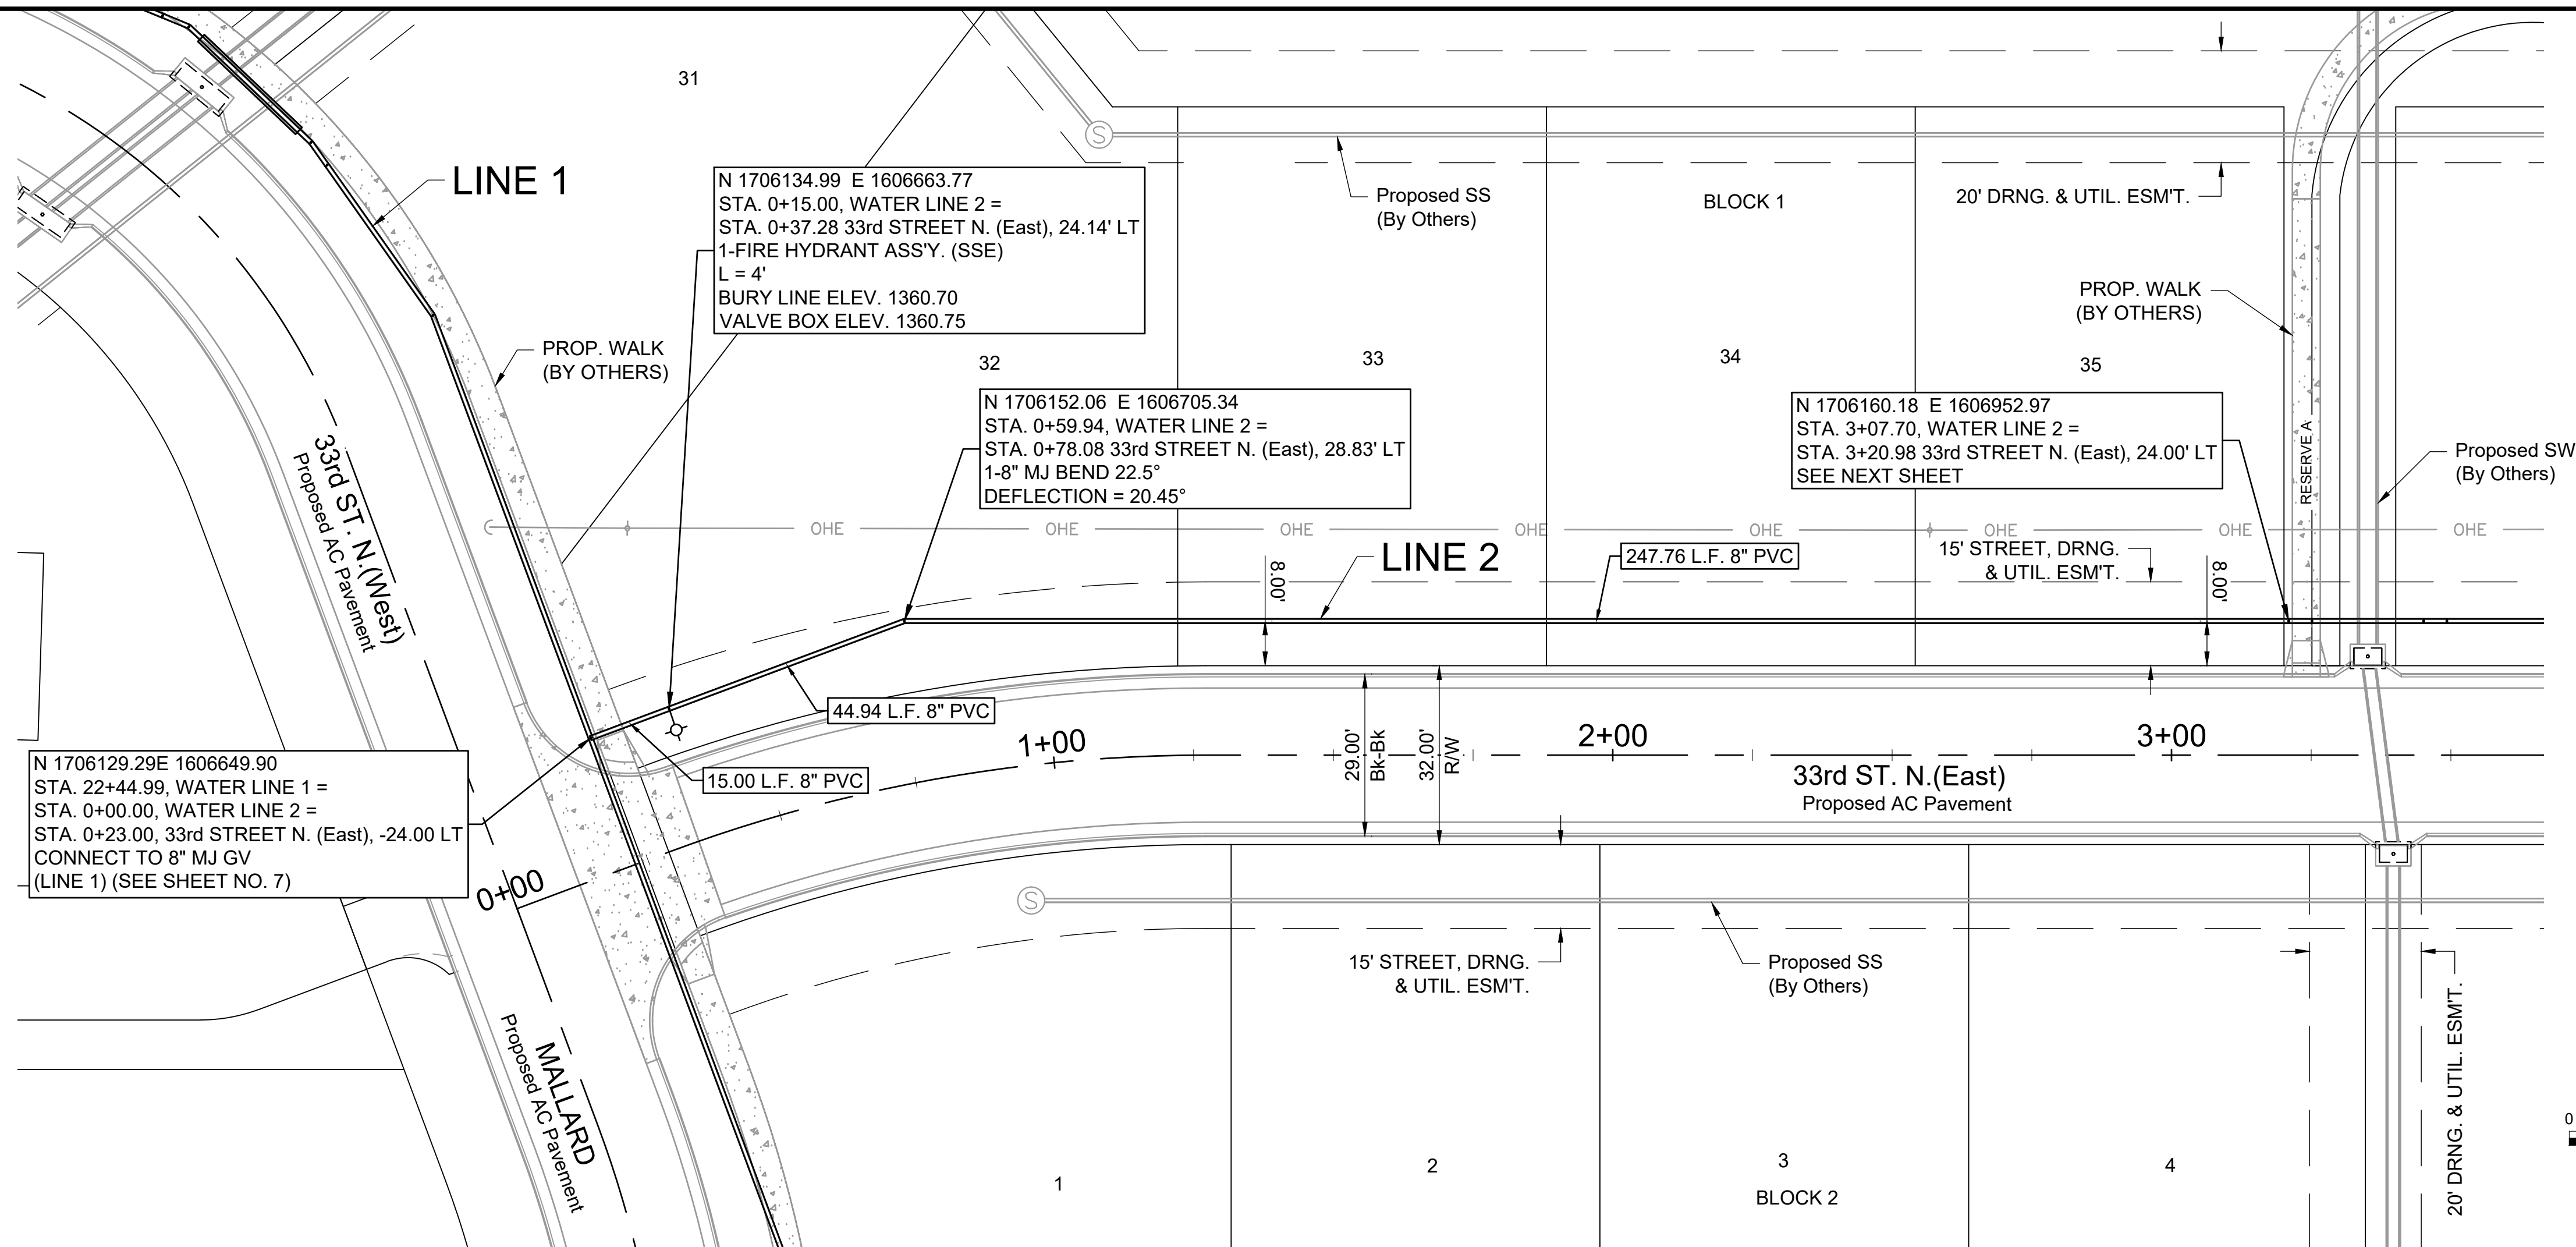 31
LINE 1
N 1706134.99  E 1606663.77
STA. 0+15.00, WATER LINE 2 =
STA. 0+37.28 33rd STREET N. (East), 24.14' LT
1-FIRE HYDRANT ASS'Y. (SSE)
L = 4'
BURY LINE ELEV. 1360.70
VALVE BOX ELEV. 1360.75
S
Proposed SS
(By Others)
BLOCK 1
20' DRNG. & UTIL. ESM'T.
PROP. WALK
(BY OTHERS)
PROP. WALK
(BY OTHERS)
32
33
34
35
N 1706152.06  E 1606705.34
STA. 0+59.94, WATER LINE 2 =
STA. 0+78.08 33rd STREET N. (East), 28.83' LT
1-8" MJ BEND 22.5°
DEFLECTION = 20.45°
N 1706160.18  E 1606952.97
STA. 3+07.70, WATER LINE 2 =
STA. 3+20.98 33rd STREET N. (East), 24.00' LT
SEE NEXT SHEET
RESERVE A
Proposed SW
(By Others)
33rd ST. N.(West)
Proposed AC Pavement
OHE OHE OHE OHE OHE OHE OHE OHE
LINE 2
247.76 L.F. 8" PVC
15' STREET, DRNG.
& UTIL. ESM'T.
8.00'
8.00'
44.94 L.F. 8" PVC
15.00 L.F. 8" PVC
1+00
2+00
3+00
29.00'
Bk-Bk
32.00'
R/W
33rd ST. N.(East)
Proposed AC Pavement
N 1706129.29E 1606649.90
STA. 22+44.99, WATER LINE 1 =
STA. 0+00.00, WATER LINE 2 =
STA. 0+23.00, 33rd STREET N. (East), -24.00 LT
CONNECT TO 8" MJ GV
(LINE 1) (SEE SHEET NO. 7)
0+00
S
15' STREET, DRNG.
& UTIL. ESM'T.
Proposed SS
(By Others)
20' DRNG. & UTIL. ESM'T.
MALLARD
Proposed AC Pavement
1
2
3
4
BLOCK 2
0